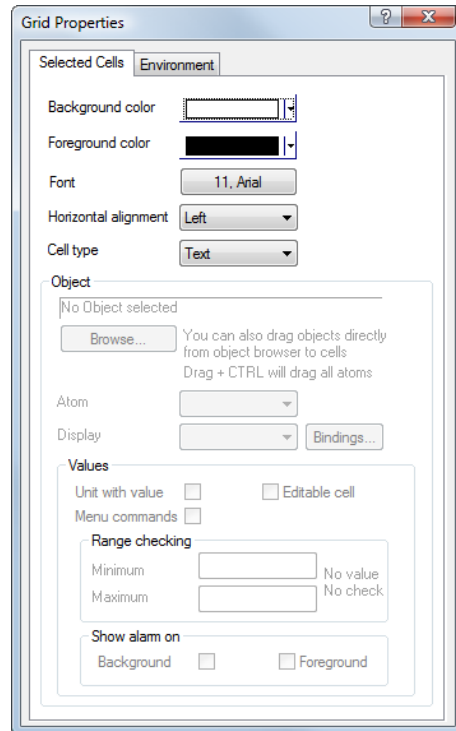 Grid Properties
?
Selected Cells Environment
Background color
Foreground color
Font 11, Arial
Horizontal alignment Left
Cell type Text
Object
No Object selected
Browse... You can also drag objects directly
from object browser to cells
Drag + CTRL will drag all atoms
Atom
Display Bindings...
Values
Unit with value Editable cell
Menu commands
Range checking
Minimum No value
Maximum No check
Show alarm on
Background Foreground